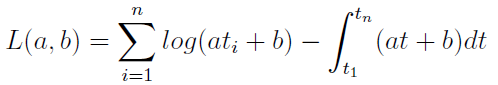 L(a, b) = \sum_{i=1}^{n} log(at_i + b) - \int_{t_1}^{t_n} (at + b)dt